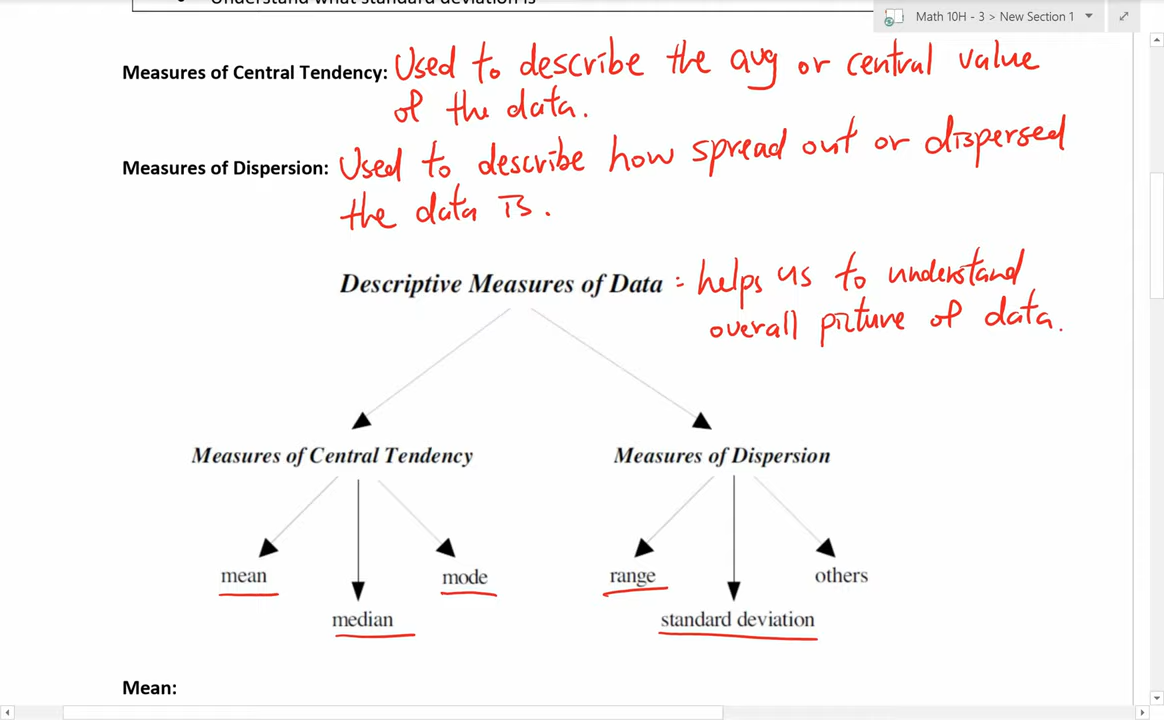 Understand what standard deviation is
Math 10H - 3 > New Section 1
Measures of Central Tendency: Used to describe the avg or central value
of the data.
Measures of Dispersion: Used to describe how spread out or dispersed
the data is.
Descriptive Measures of Data = helps us to understand
overall picture of data.
Measures of Central Tendency
Measures of Dispersion
mean
mode
range
others
median
standard deviation
Mean: